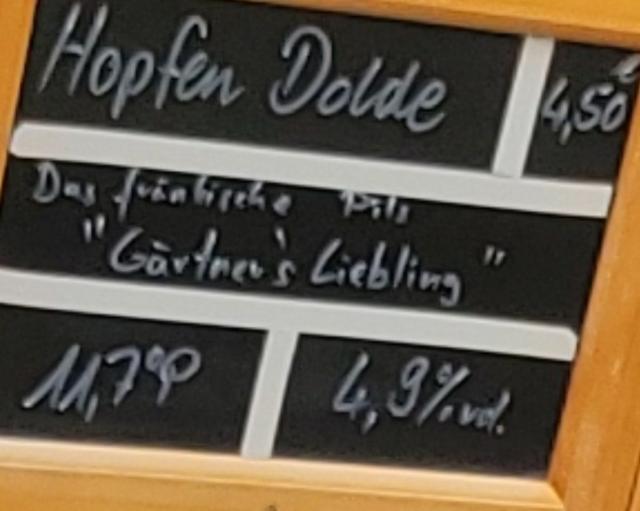 Hopfen Dolde
4,50 €
Das fränkische Pils
"Gärtner's Liebling"
11,7°P
4,9% vol.